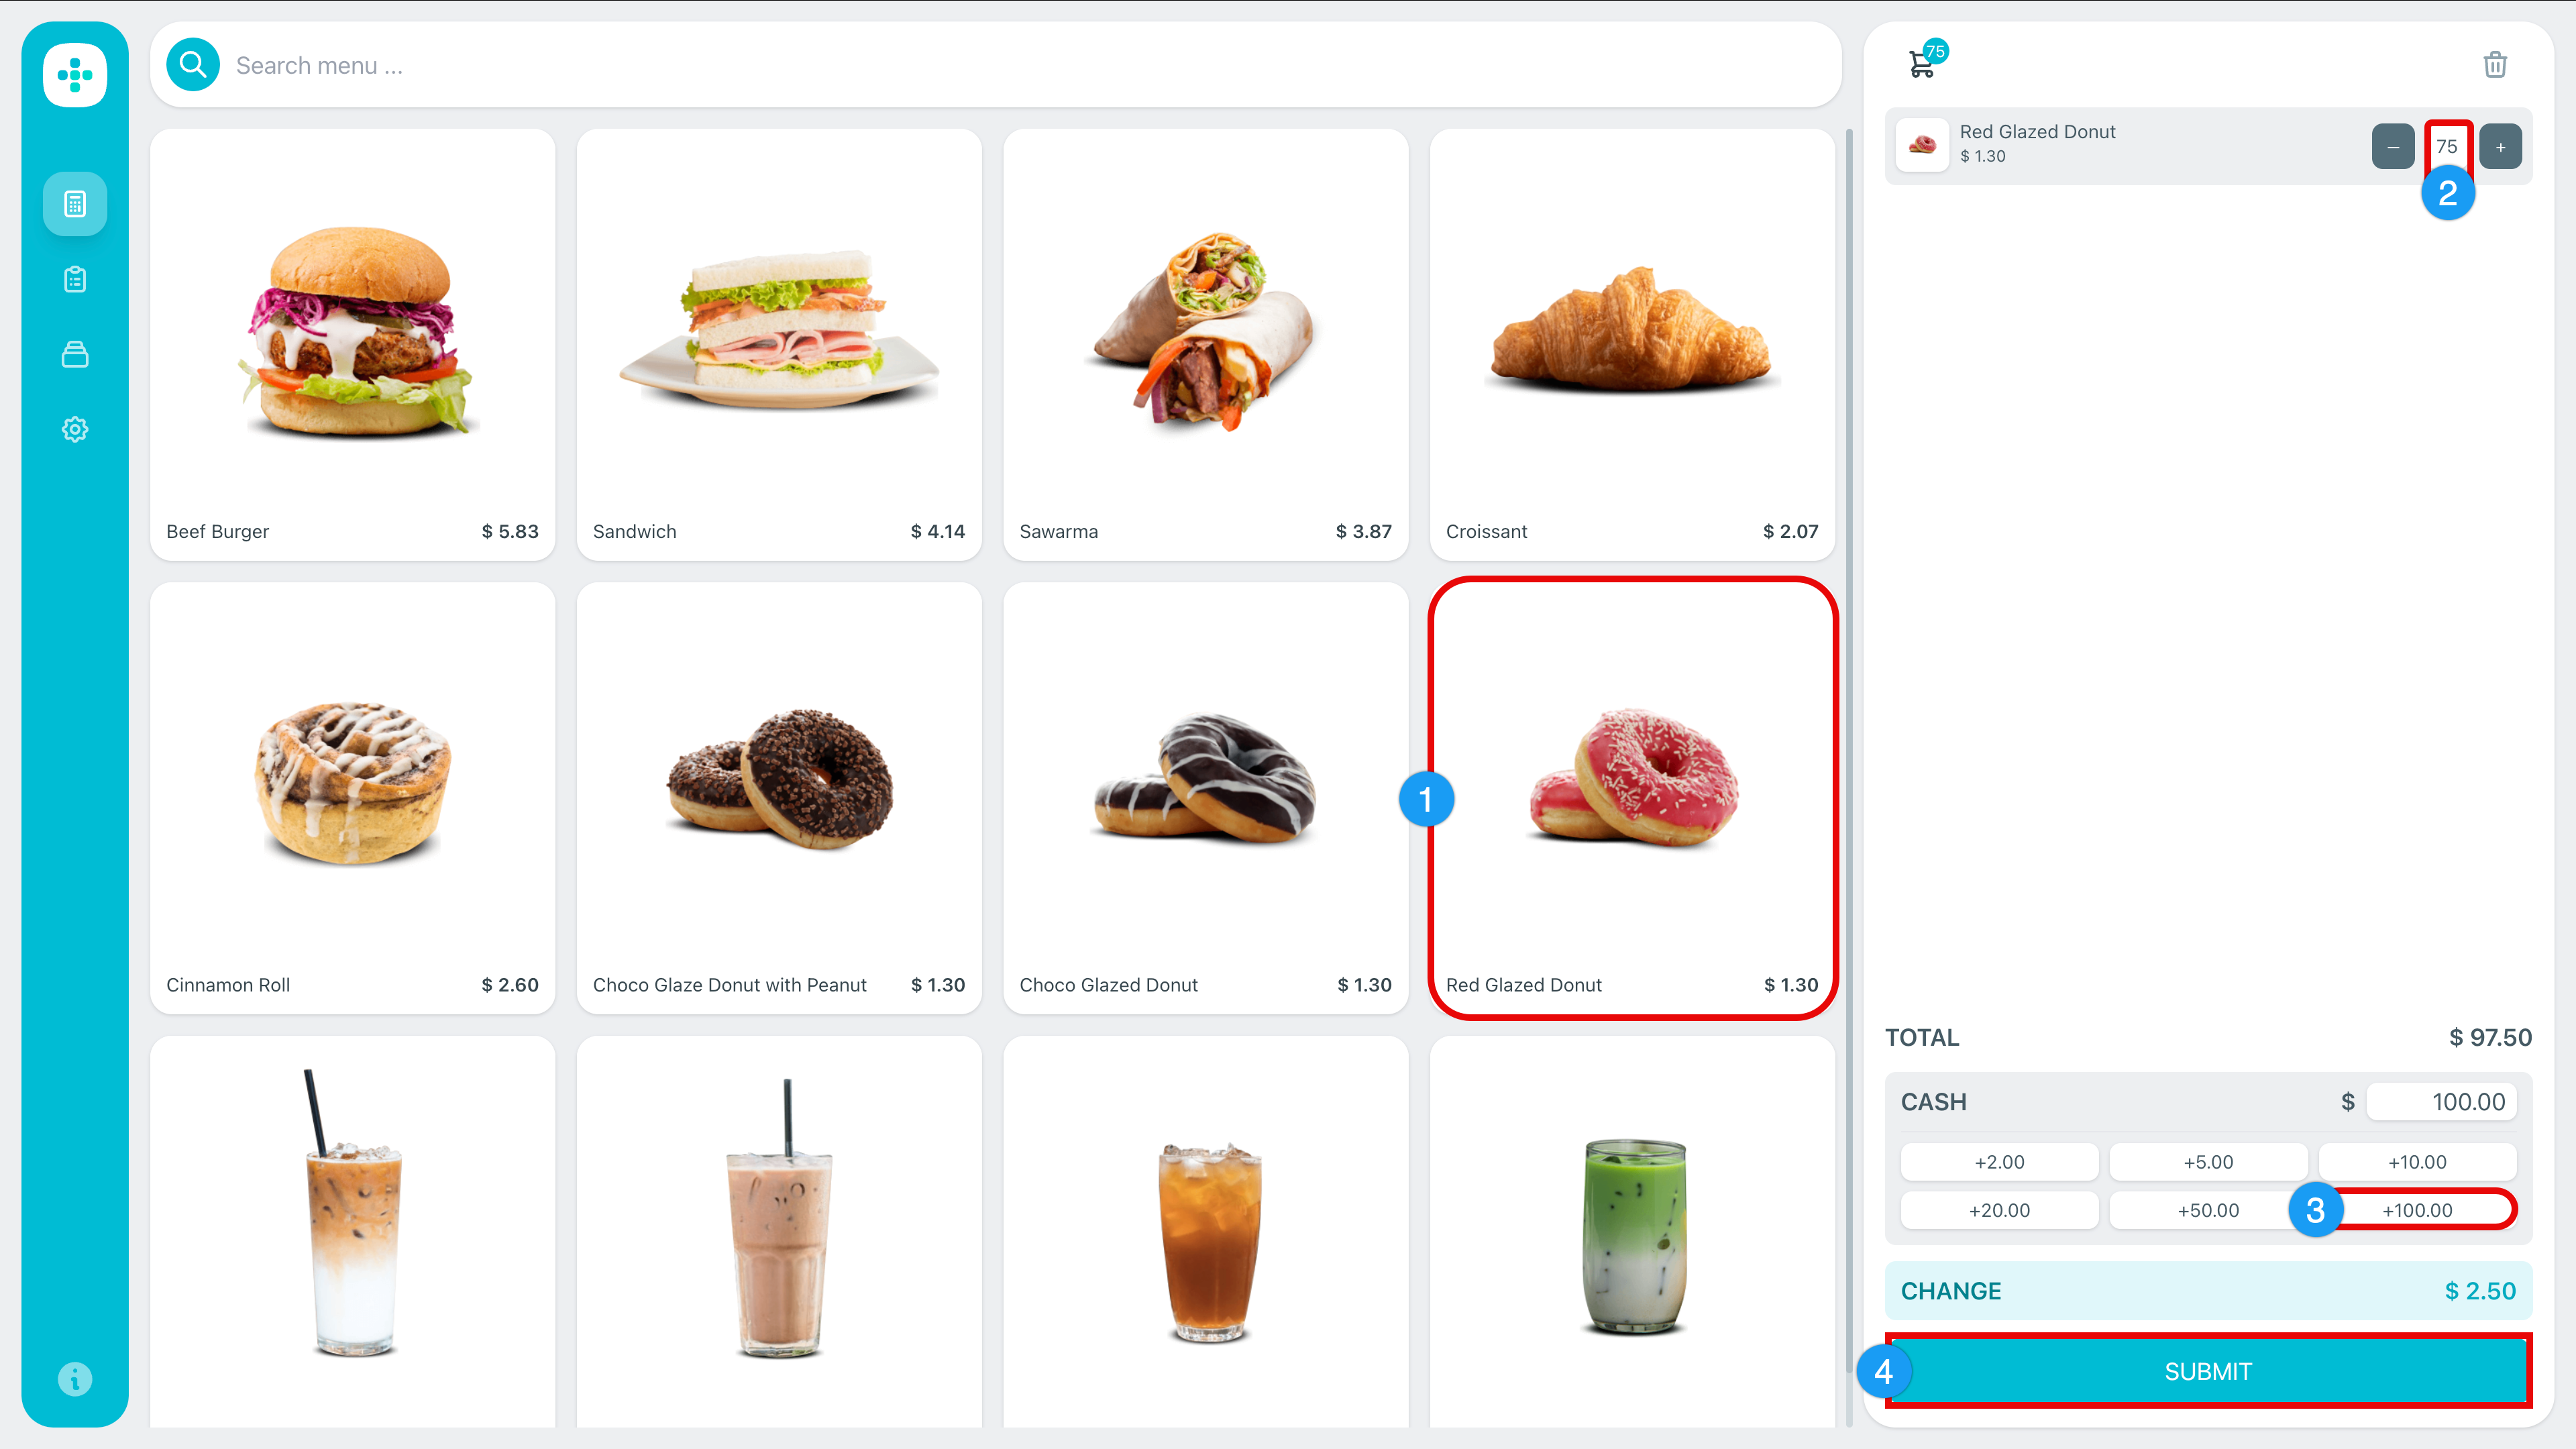 Search menu ...
75
Red Glazed Donut
$ 1.30
–
75
+
2
Beef Burger
$ 5.83
Sandwich
$ 4.14
Sawarma
$ 3.87
Croissant
$ 2.07
1
Cinnamon Roll
$ 2.60
Choco Glaze Donut with Peanut
$ 1.30
Choco Glazed Donut
$ 1.30
Red Glazed Donut
$ 1.30
TOTAL
$ 97.50
CASH
$ 100.00
+2.00
+5.00
+10.00
+20.00
+50.00
3
+100.00
CHANGE
$ 2.50
4
SUBMIT